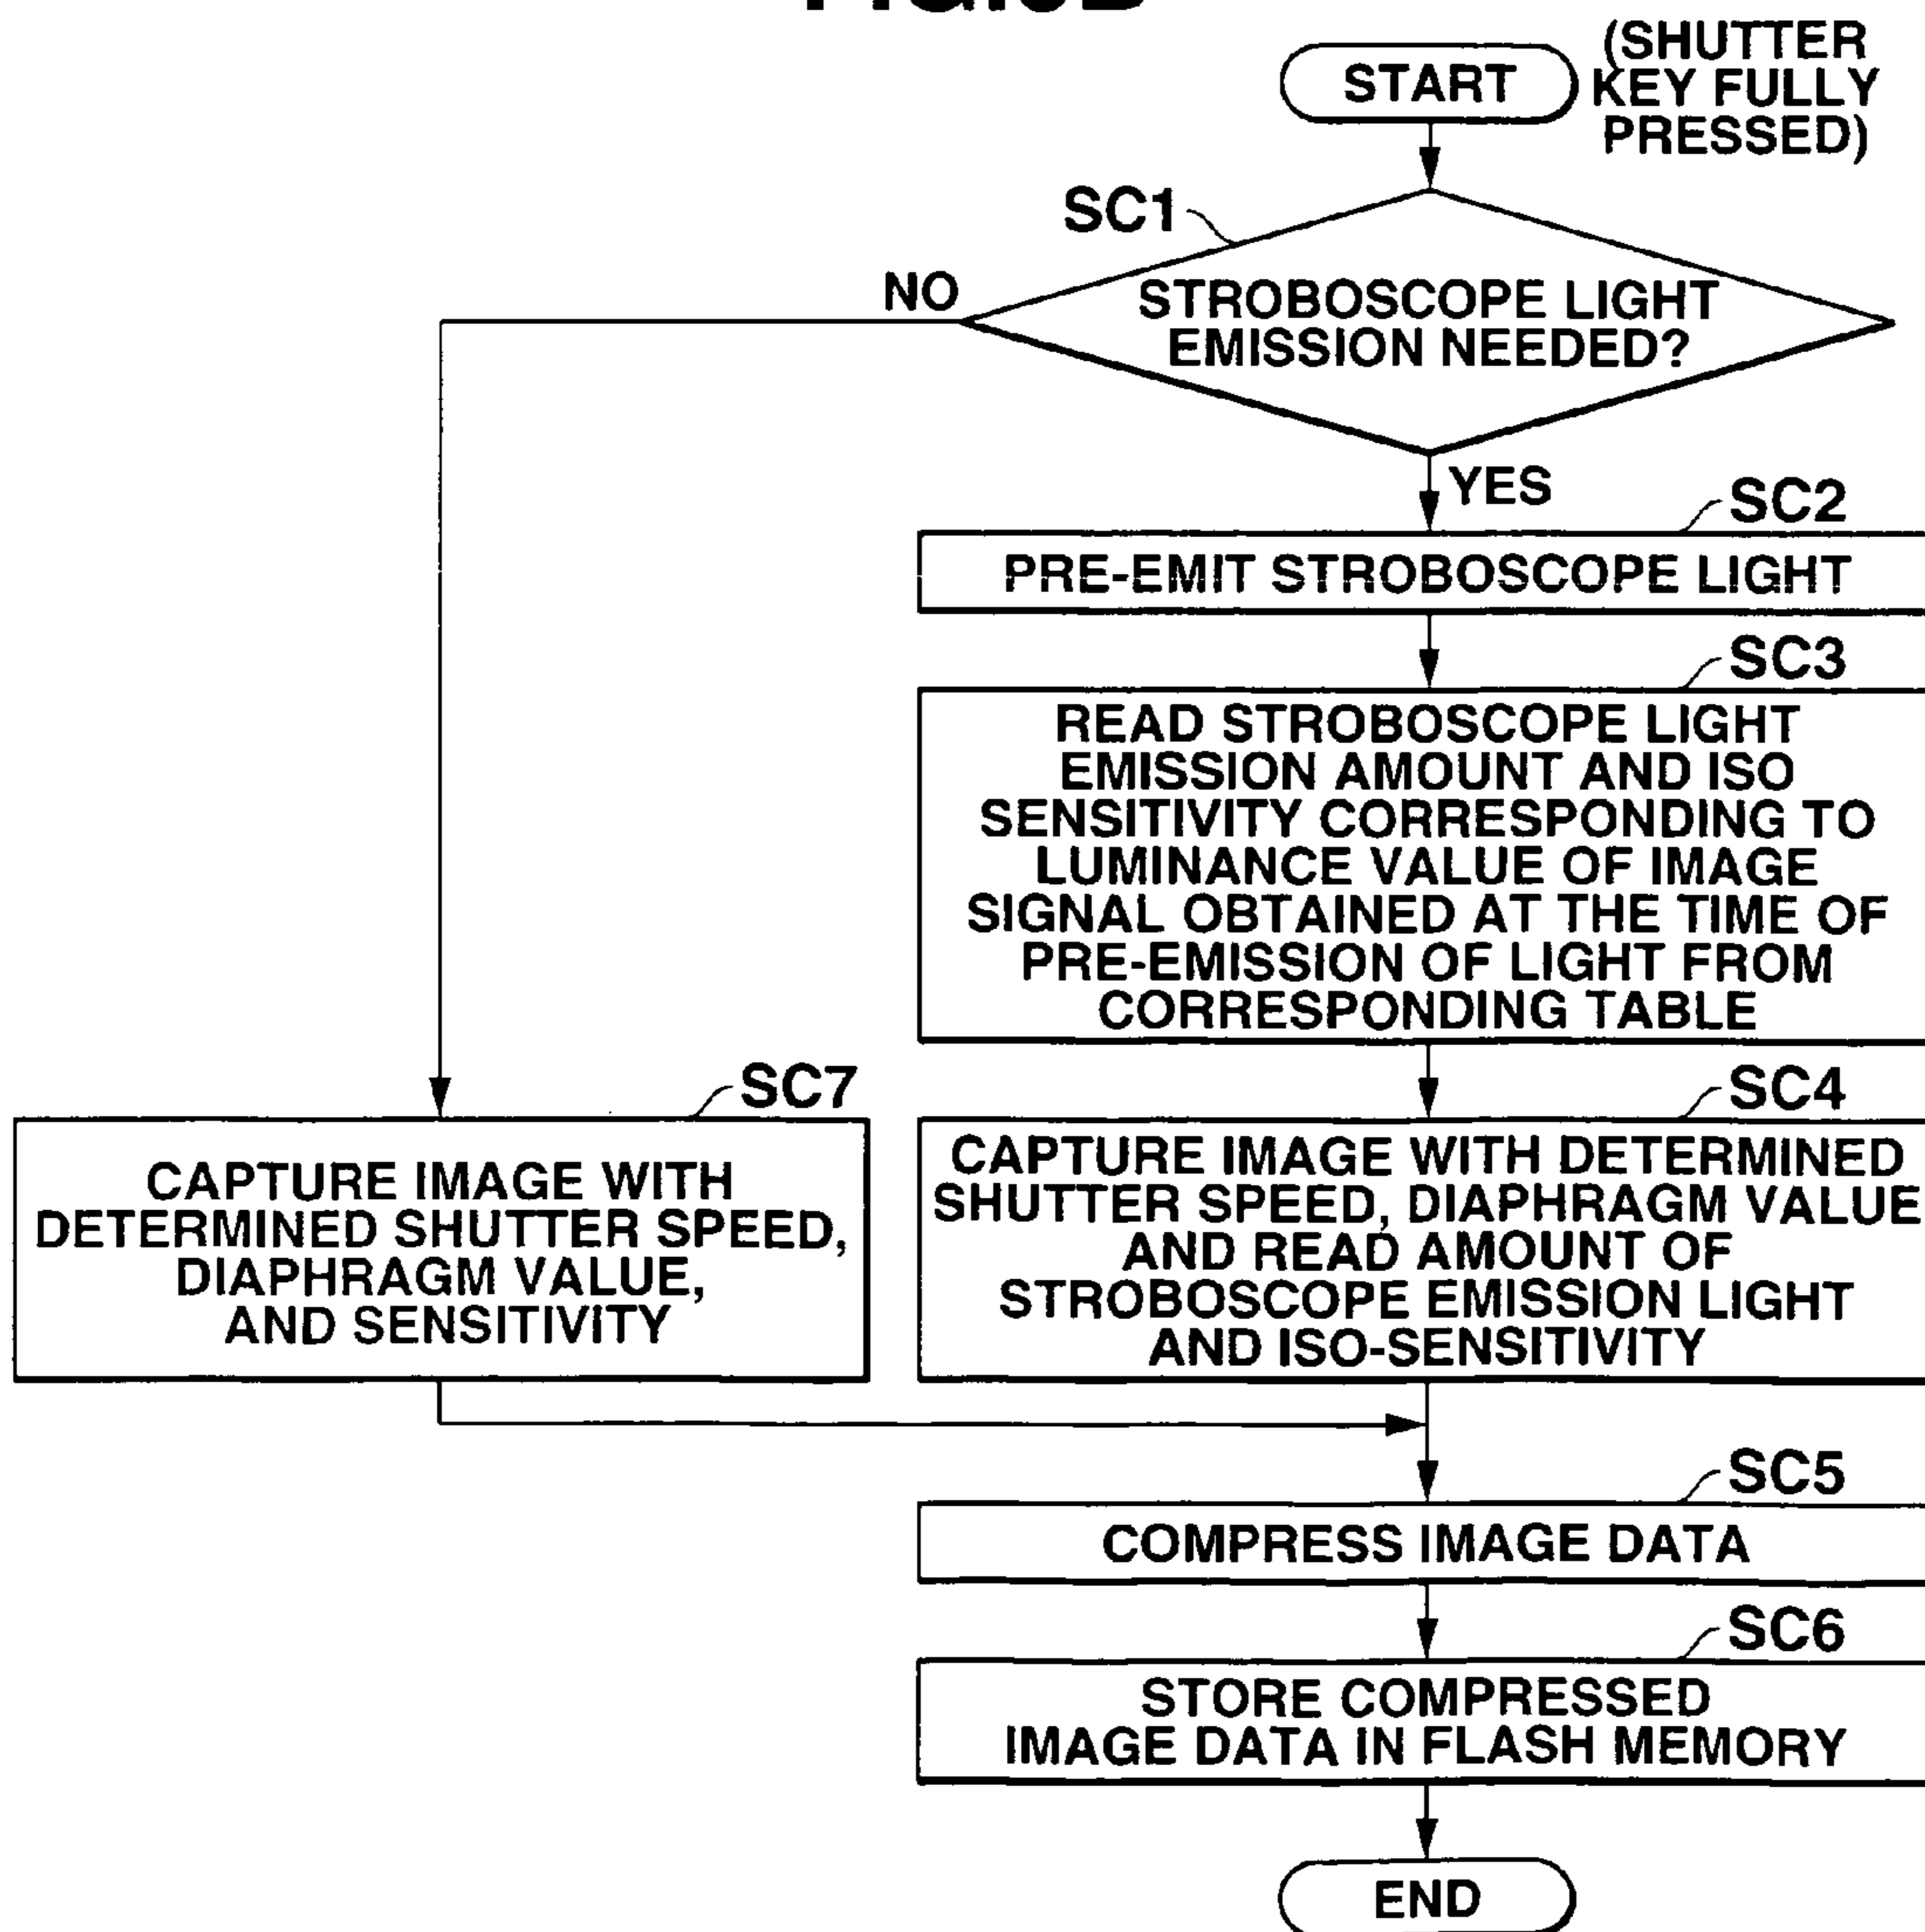 START
(SHUTTER
KEY FULLY
PRESSED)
SC1
STROBOSCOPE LIGHT
EMISSION NEEDED?
NO
YES
SC2
PRE-EMIT STROBOSCOPE LIGHT
SC3
READ STROBOSCOPE LIGHT
EMISSION AMOUNT AND ISO
SENSITIVITY CORRESPONDING TO
LUMINANCE VALUE OF IMAGE
SIGNAL OBTAINED AT THE TIME OF
PRE-EMISSION OF LIGHT FROM
CORRESPONDING TABLE
SC7
CAPTURE IMAGE WITH
DETERMINED SHUTTER SPEED,
DIAPHRAGM VALUE,
AND SENSITIVITY
SC4
CAPTURE IMAGE WITH DETERMINED
SHUTTER SPEED, DIAPHRAGM VALUE
AND READ AMOUNT OF
STROBOSCOPE EMISSION LIGHT
AND ISO-SENSITIVITY
SC5
COMPRESS IMAGE DATA
SC6
STORE COMPRESSED
IMAGE DATA IN FLASH MEMORY
END